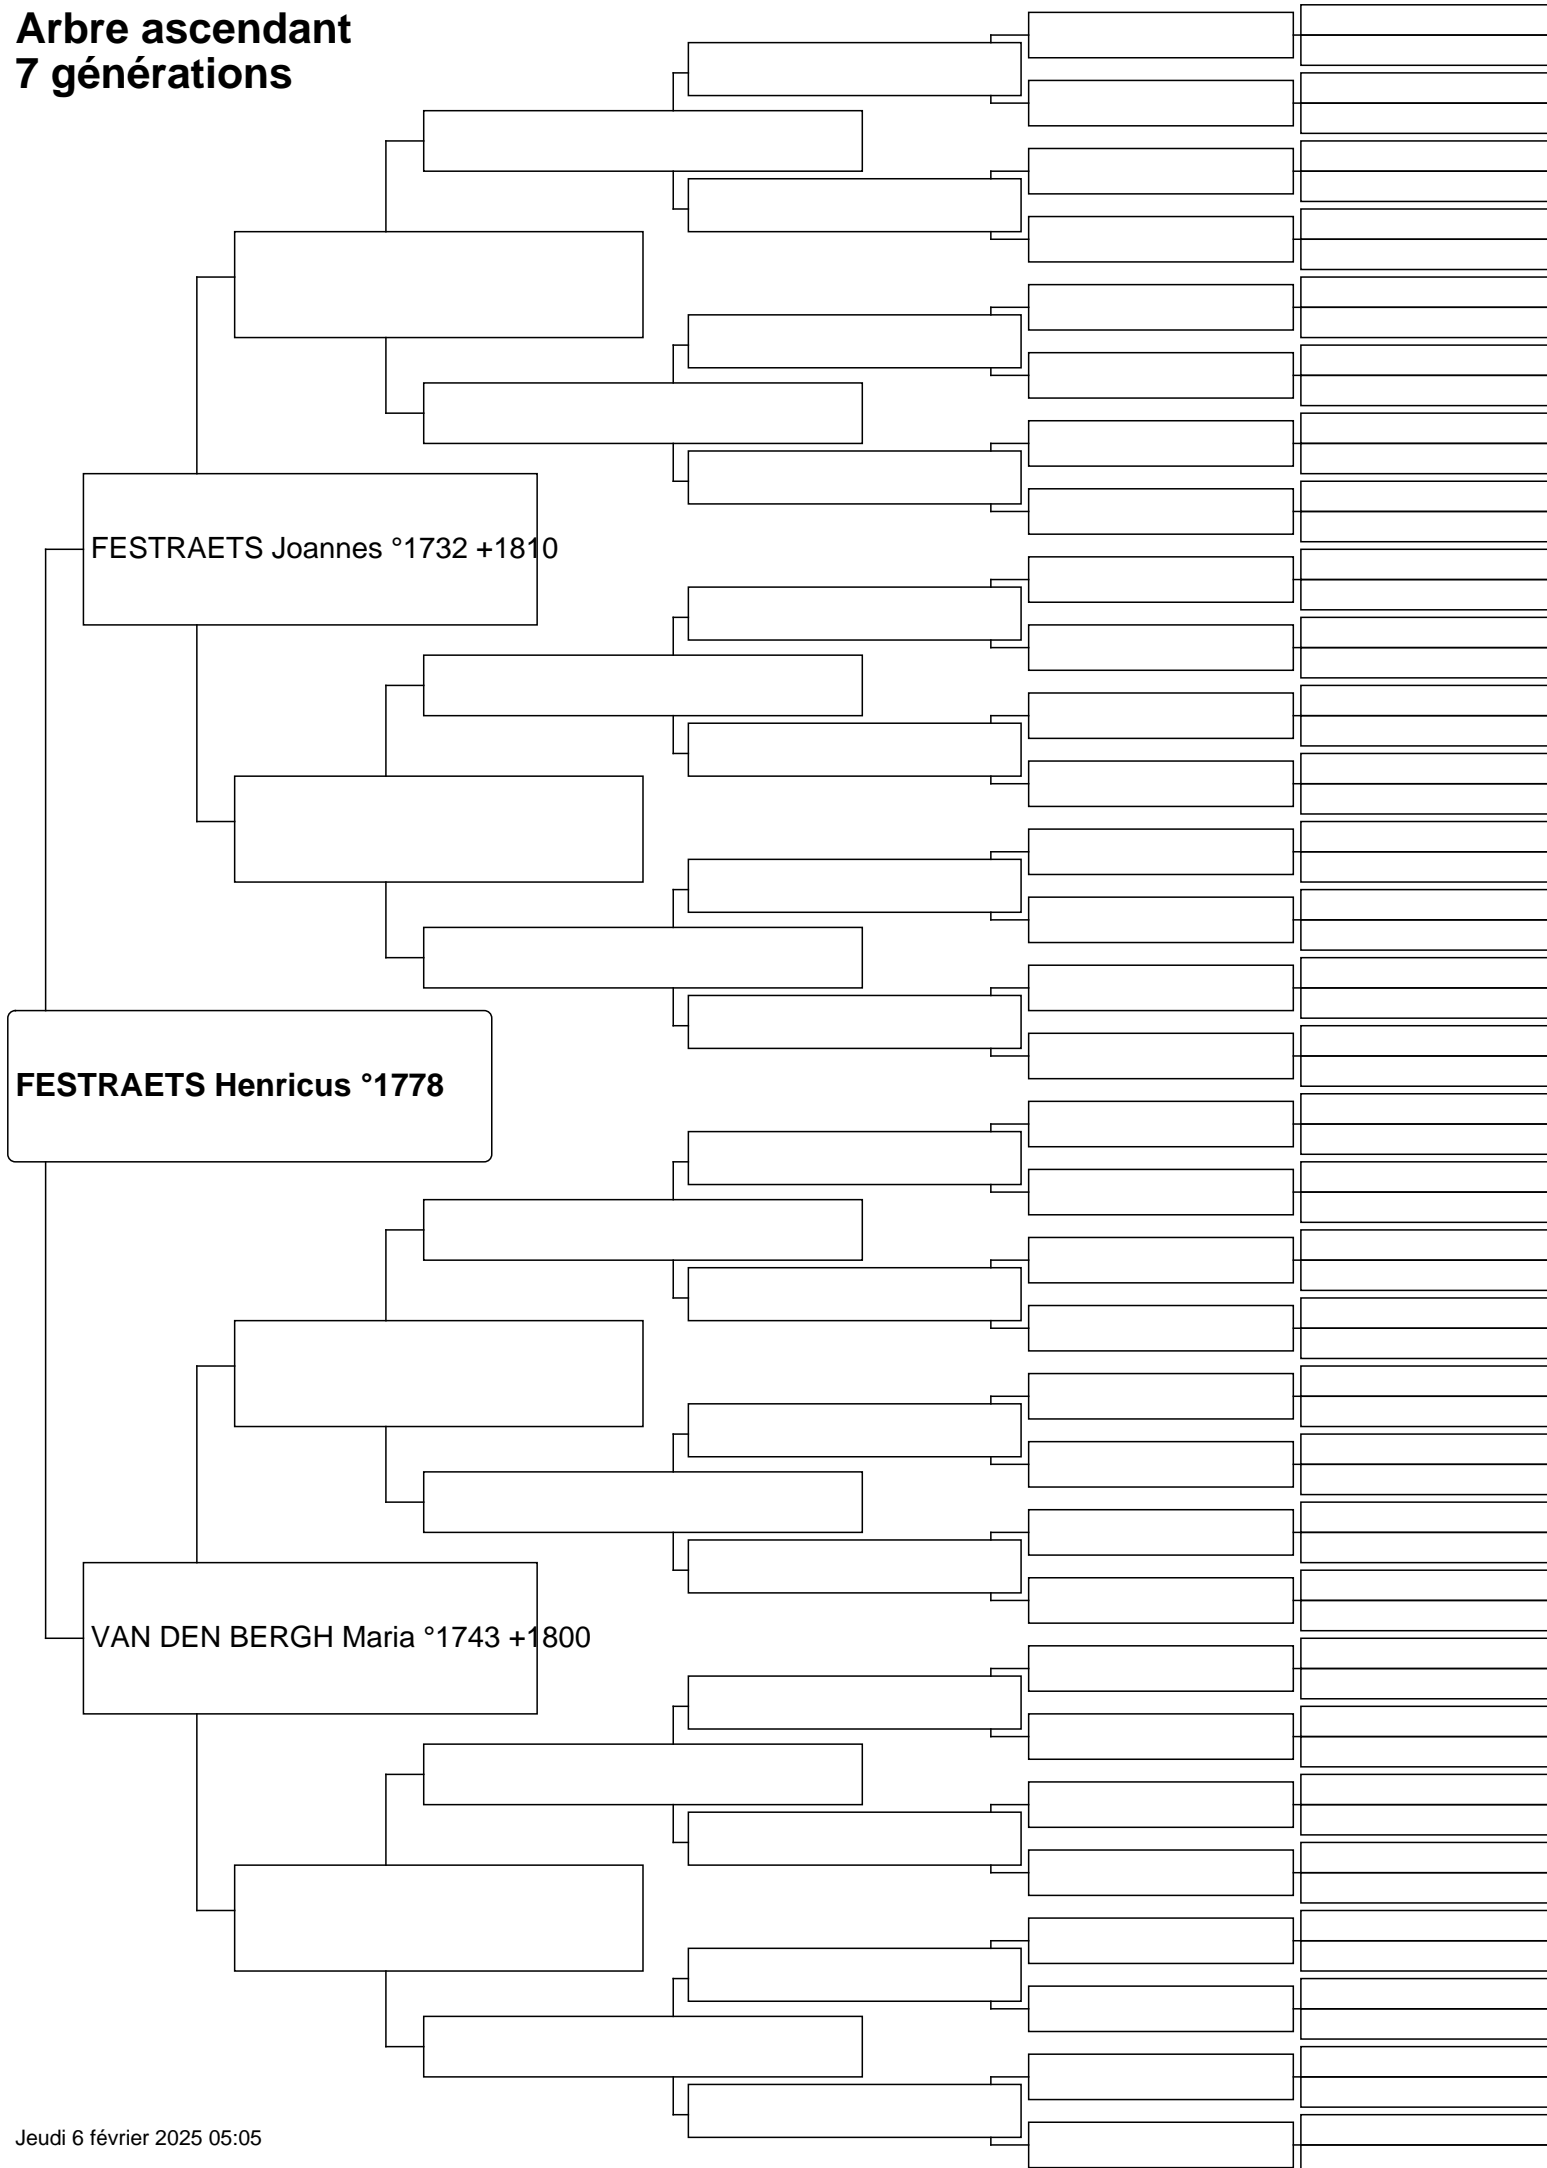 Arbre ascendant
7 générations
FESTRAETS Joannes °1732 +1810
FESTRAETS Henricus °1778
VAN DEN BERGH Maria °1743 +1800
Jeudi 6 février 2025 05:05